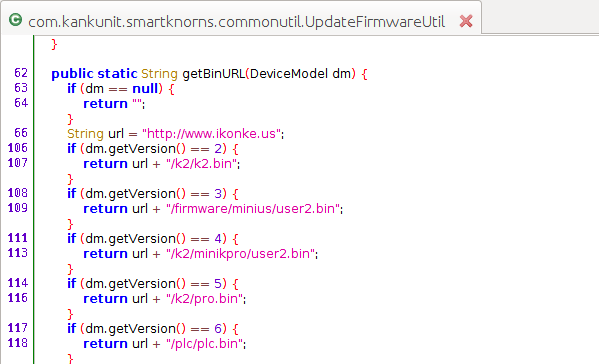 com.kankunit.smartknorns.commonutil.UpdateFirmwareUtil
}
62 public static String getBinURL(DeviceModel dm) {
63 if (dm == null) {
64 return "";
}
66 String url = "http://www.ikonke.us";
106 if (dm.getVersion() == 2) {
107 return url + "/k2/k2.bin";
}
108 if (dm.getVersion() == 3) {
109 return url + "/firmware/minius/user2.bin";
}
111 if (dm.getVersion() == 4) {
113 return url + "/k2/minikpro/user2.bin";
}
114 if (dm.getVersion() == 5) {
116 return url + "/k2/pro.bin";
}
117 if (dm.getVersion() == 6) {
118 return url + "/plc/plc.bin";
}